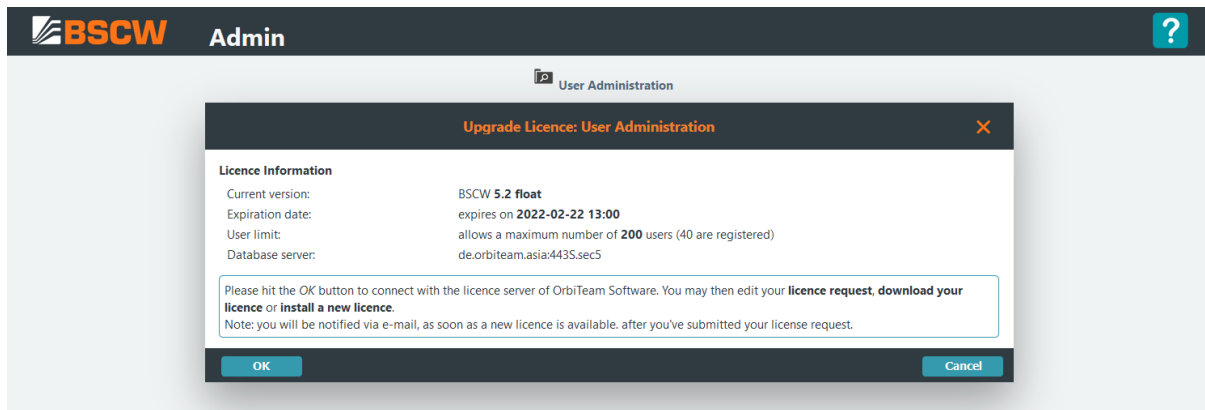 BSCW Admin ?
User Administration
Upgrade Licence: User Administration
Licence Information
Current version: BSCW 5.2 float
Expiration date: expires on 2022-02-22 13:00
User limit: allows a maximum number of 200 users (40 are registered)
Database server: de.orbiteam.asia:443S.sec5
Please hit the OK button to connect with the licence server of OrbiTeam Software. You may then edit your licence request, download your
licence or install a new licence.
Note: you will be notified via e-mail, as soon as a new licence is available. after you've submitted your license request.
OK Cancel